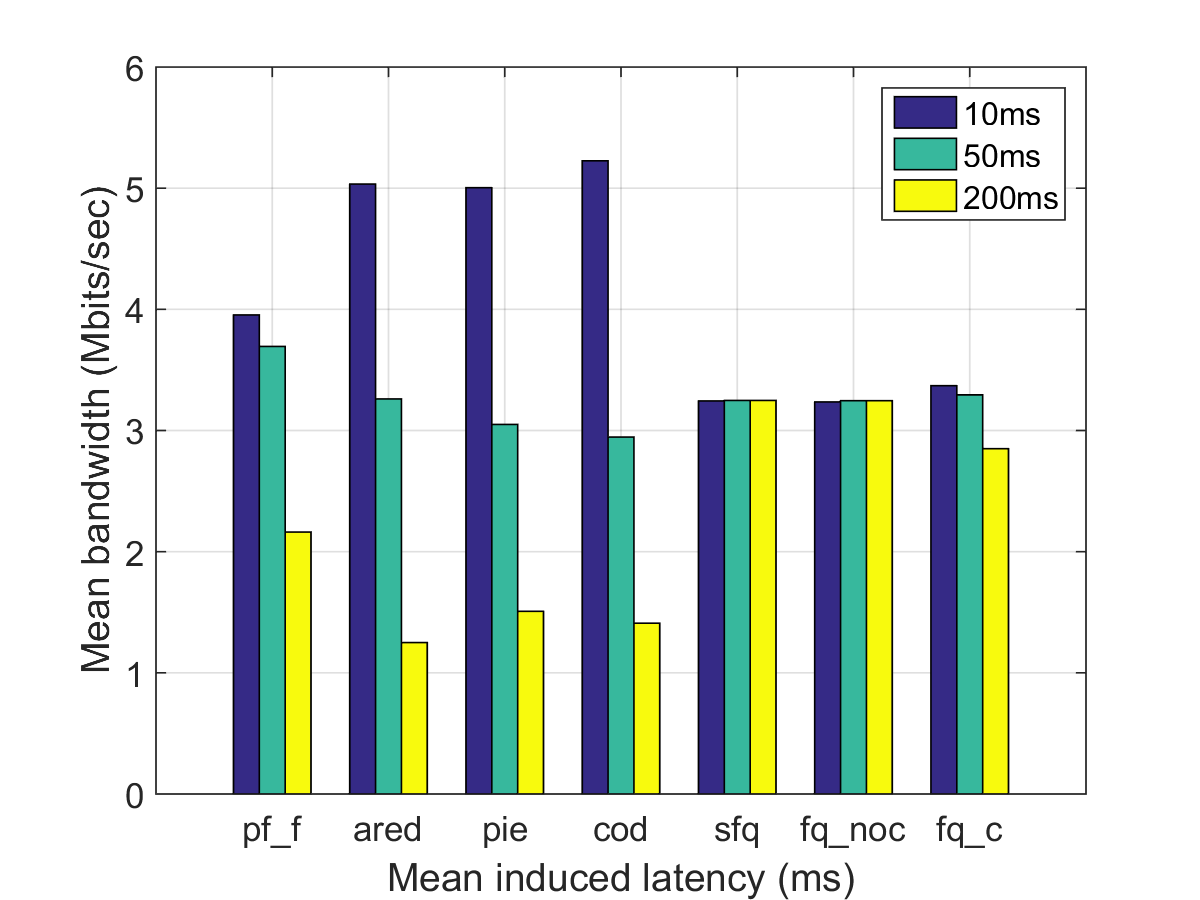 6
5
4
3
2
1
0
Mean bandwidth (Mbits/sec)
10ms
50ms
200ms
pf_f ared pie cod sfq fq_noc fq_c
Mean induced latency (ms)